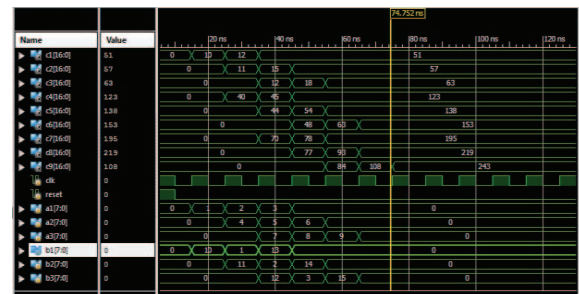 74.752 ns
Name Value 20 ns 40 ns 60 ns 80 ns 100 ns 120 ns
c1[16:0] 51 0 10 12 51
c2[16:0] 57 0 11 15 57
c3[16:0] 63 0 12 18 63
c4[16:0] 123 0 40 45 123
c5[16:0] 138 0 44 54 138
c6[16:0] 153 0 48 63 153
c7[16:0] 195 0 70 78 195
c8[16:0] 219 0 77 93 219
c9[16:0] 108 0 84 108 243
clk 0
reset 0
a1[7:0] 0 0 1 2 3 0
a2[7:0] 0 0 4 5 6 0
a3[7:0] 0 0 7 8 9 0
b1[7:0] 0 0 10 1 13 0
b2[7:0] 0 0 11 2 14 0
b3[7:0] 0 0 12 3 15 0